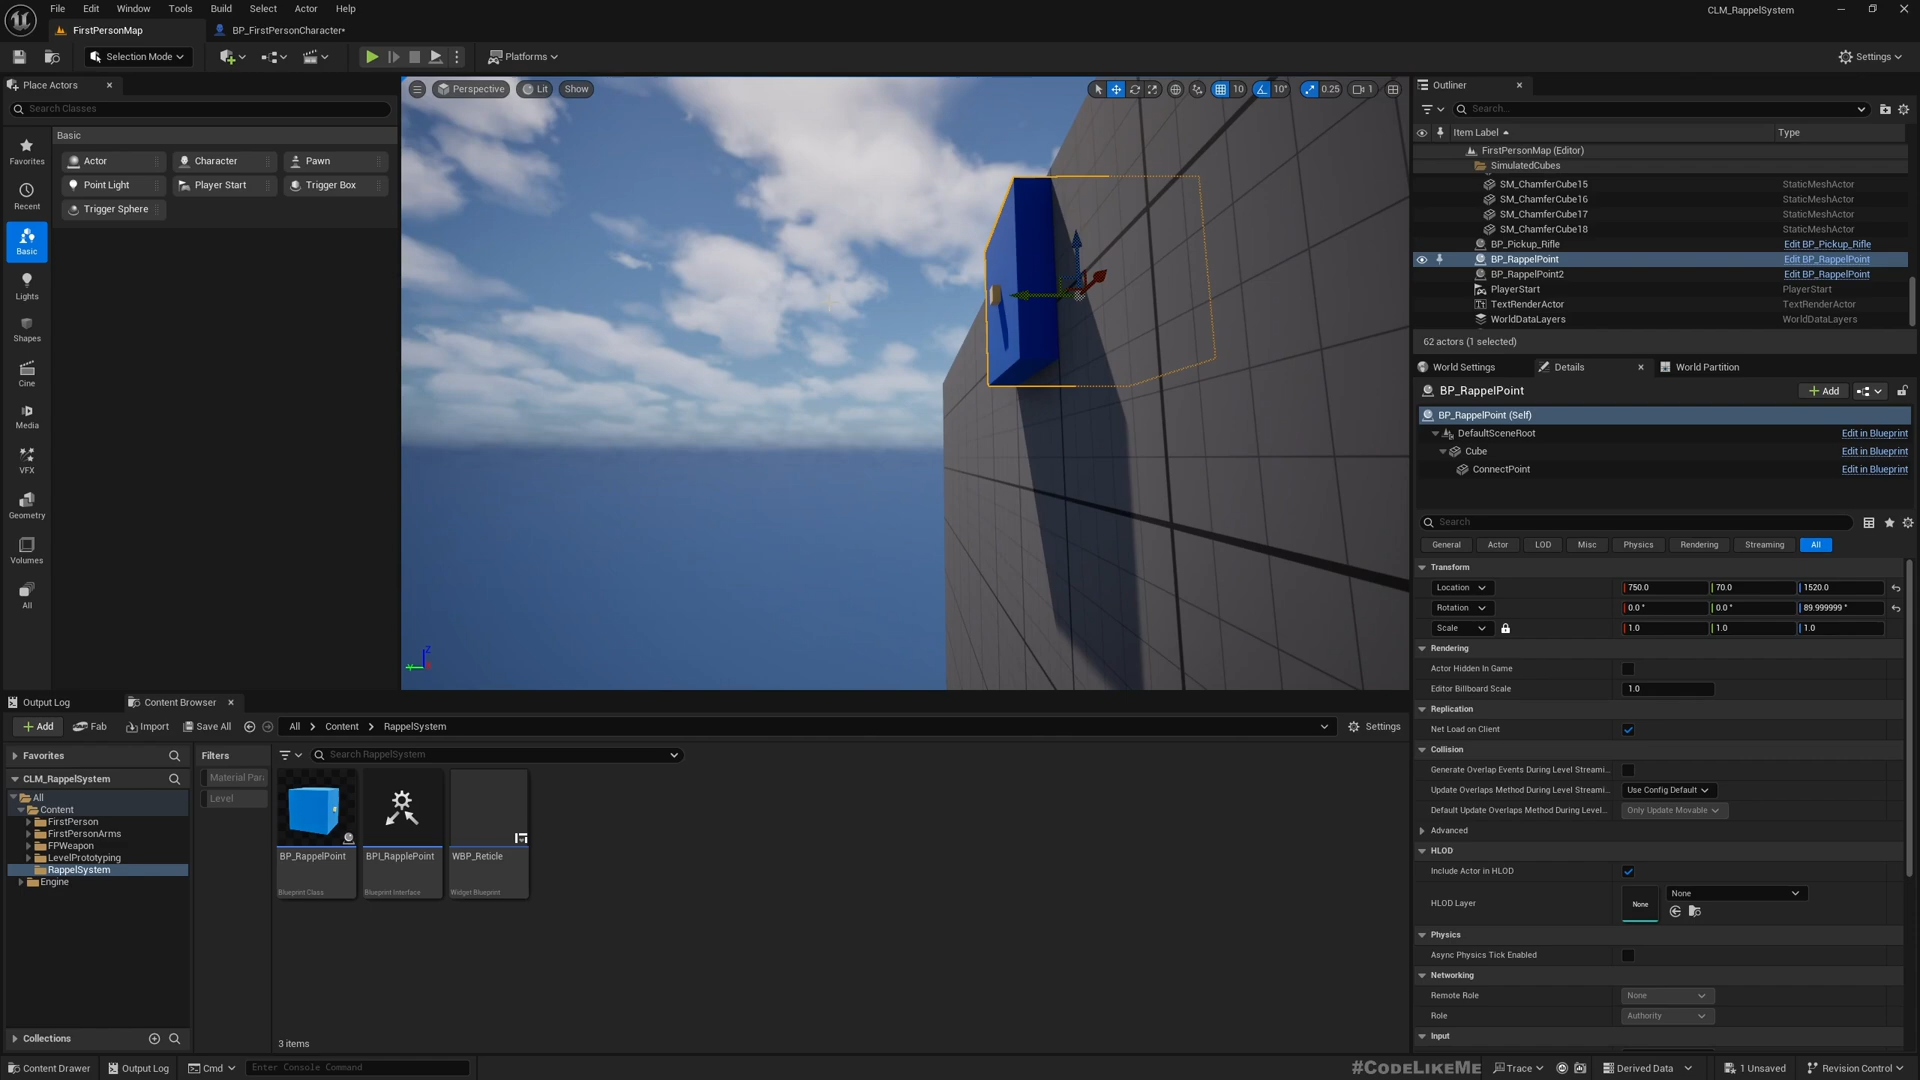 File Edit Window Tools Build Select Actor Help
CLM_RappelSystem
FirstPersonMap
BP_FirstPersonCharacter*
Selection Mode
Platforms
Settings
Place Actors
Search Classes
Basic
Favorites
Recent
Basic
Lights
Shapes
Cine
Media
VFX
Geometry
Volumes
All
Actor Character Pawn
Point Light Player Start Trigger Box
Trigger Sphere
Perspective Lit Show
10 10° 0.25 1
Z
Outliner
Search...
Item Label Type
FirstPersonMap (Editor)
SimulatedCubes
SM_ChamferCube15 StaticMeshActor
SM_ChamferCube16 StaticMeshActor
SM_ChamferCube17 StaticMeshActor
SM_ChamferCube18 StaticMeshActor
BP_Pickup_Rifle Edit BP_Pickup_Rifle
BP_RappelPoint Edit BP_RappelPoint
BP_RappelPoint2 Edit BP_RappelPoint
PlayerStart PlayerStart
TextRenderActor TextRenderActor
WorldDataLayers WorldDataLayers
62 actors (1 selected)
World Settings Details World Partition
BP_RappelPoint
Add
BP_RappelPoint (Self)
DefaultSceneRoot Edit in Blueprint
Cube Edit in Blueprint
ConnectPoint Edit in Blueprint
Search
General Actor LOD Misc Physics Rendering Streaming All
Transform
Location 750.0 70.0 1520.0
Rotation 0.0 ° 0.0 ° 89.999999 °
Scale 1.0 1.0 1.0
Rendering
Actor Hidden In Game
Editor Billboard Scale 1.0
Replication
Net Load on Client
Collision
Generate Overlap Events During Level Streami...
Update Overlaps Method During Level Streami... Use Config Default
Default Update Overlaps Method During Level... Only Update Movable
Advanced
HLOD
Include Actor in HLOD
HLOD Layer None None
Physics
Async Physics Tick Enabled
Networking
Remote Role None
Role Authority
Input
Output Log Content Browser
Add Fab Import Save All All Content RappelSystem Settings
Favorites
CLM_RappelSystem
All
Content
FirstPerson
FirstPersonArms
FPWeapon
LevelPrototyping
RappelSystem
Engine
Collections
Filters
Material Par
Level
Search RappelSystem
BP_RappelPoint
Blueprint Class
BPI_RapplePoint
Blueprint Interface
WBP_Reticle
Widget Blueprint
3 items
#CodeLikeMe
Content Drawer Output Log Cmd Enter Console Command Trace Derived Data 1 Unsaved Revision Control